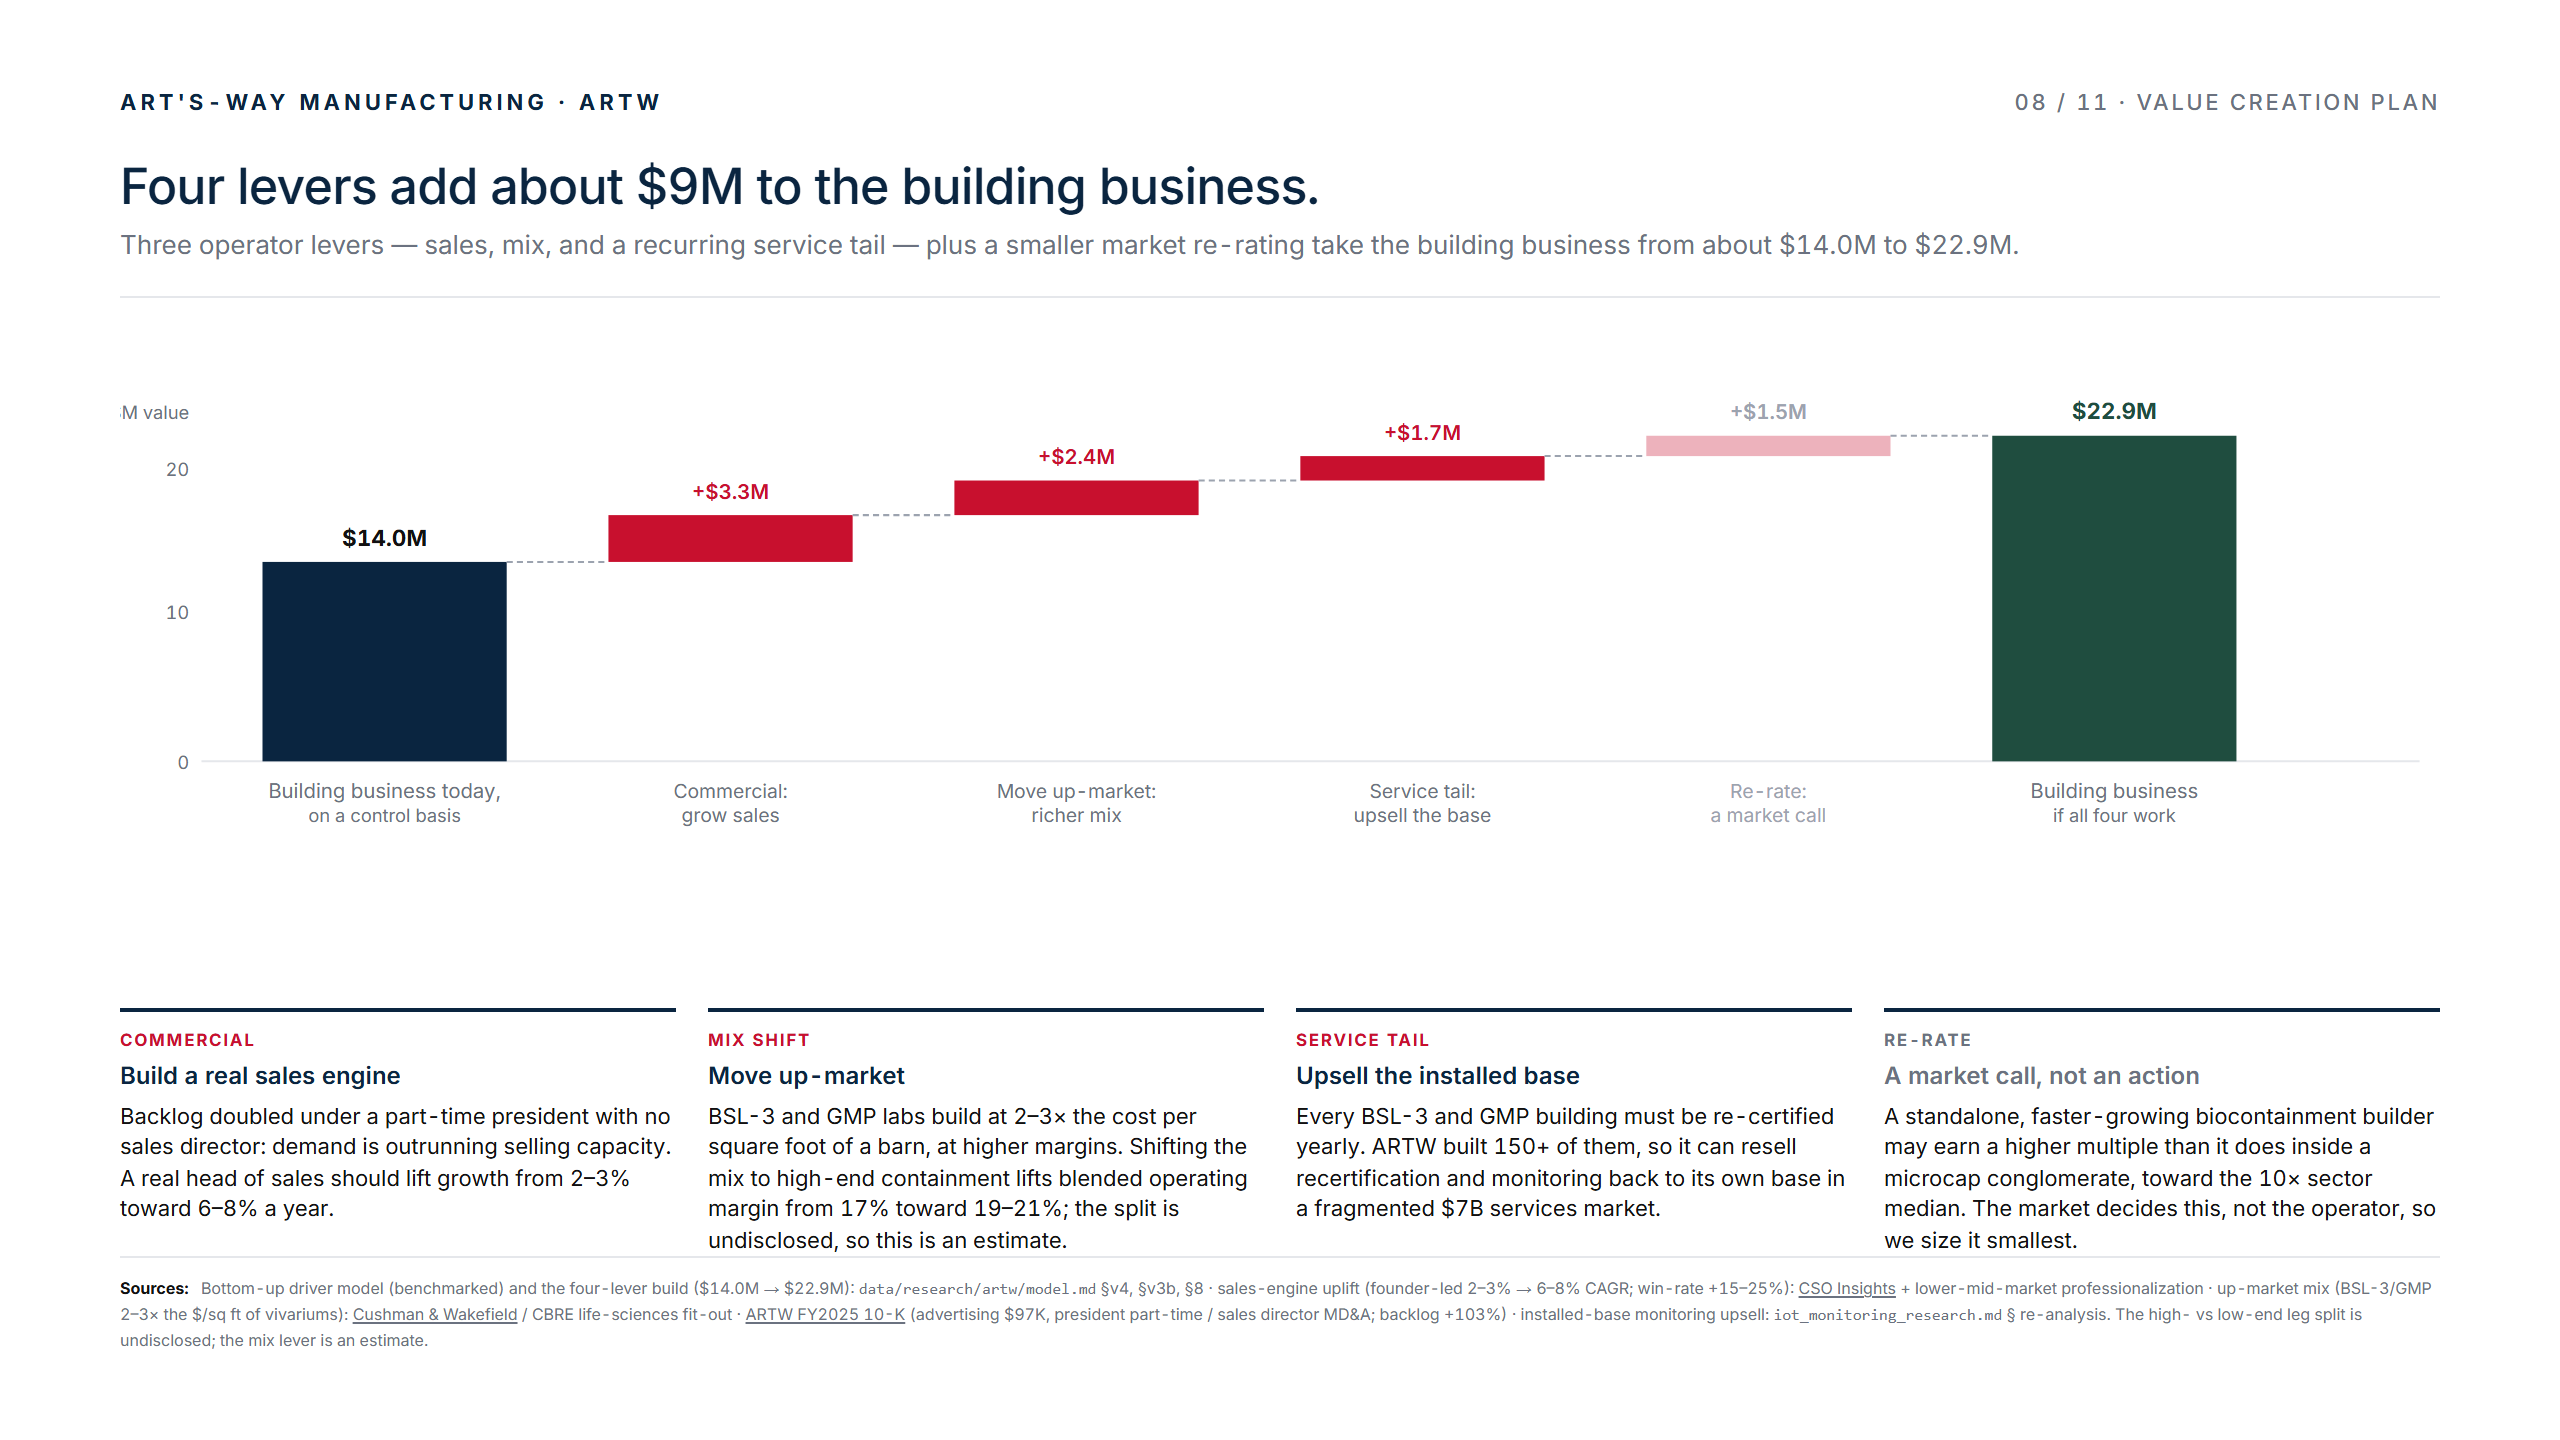 ART'S-WAY MANUFACTURING · ARTW
08 / 11 · VALUE CREATION PLAN
Four levers add about $9M to the building business.
Three operator levers — sales, mix, and a recurring service tail — plus a smaller market re-rating take the building business from about $14.0M to $22.9M.
M value
20
10
0
$14.0M
+$3.3M
+$2.4M
+$1.7M
+$1.5M
$22.9M
Building business today,
on a control basis
Commercial:
grow sales
Move up-market:
richer mix
Service tail:
upsell the base
Re-rate:
a market call
Building business
if all four work
COMMERCIAL
Build a real sales engine
Backlog doubled under a part-time president with no
sales director: demand is outrunning selling capacity.
A real head of sales should lift growth from 2–3%
toward 6–8% a year.
MIX SHIFT
Move up-market
BSL-3 and GMP labs build at 2–3× the cost per
square foot of a barn, at higher margins. Shifting the
mix to high-end containment lifts blended operating
margin from 17% toward 19–21%; the split is
undisclosed, so this is an estimate.
SERVICE TAIL
Upsell the installed base
Every BSL-3 and GMP building must be re-certified
yearly. ARTW built 150+ of them, so it can resell
recertification and monitoring back to its own base in
a fragmented $7B services market.
RE-RATE
A market call, not an action
A standalone, faster-growing biocontainment builder
may earn a higher multiple than it does inside a
microcap conglomerate, toward the 10× sector
median. The market decides this, not the operator, so
we size it smallest.
Sources: Bottom-up driver model (benchmarked) and the four-lever build ($14.0M → $22.9M): data/research/artw/model.md §v4, §v3b, §8 · sales-engine uplift (founder-led 2–3% → 6–8% CAGR; win-rate +15–25%): CSO Insights + lower-mid-market professionalization · up-market mix (BSL-3/GMP
2–3× the $/sq ft of vivariums): Cushman & Wakefield / CBRE life-sciences fit-out · ARTW FY2025 10-K (advertising $97K, president part-time / sales director MD&A; backlog +103%) · installed-base monitoring upsell: iot_monitoring_research.md § re-analysis. The high- vs low-end leg split is
undisclosed; the mix lever is an estimate.